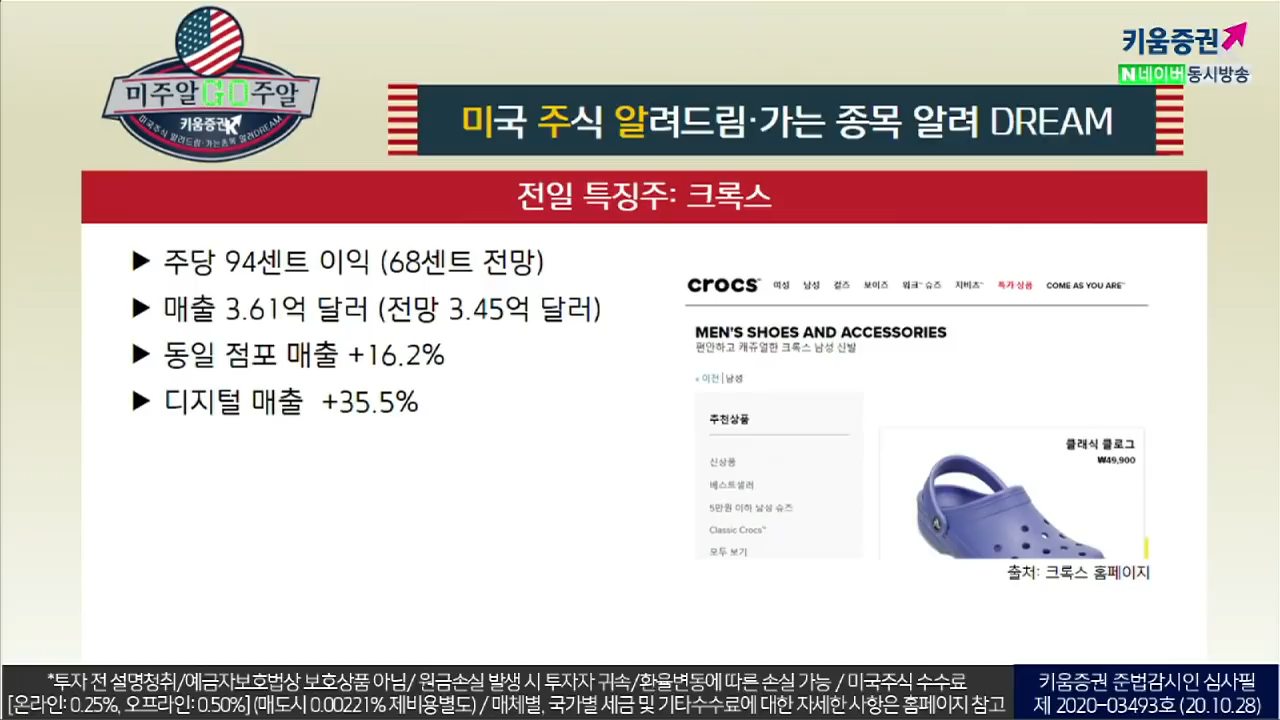 미주알GO주알
키움증권
미국주식 알려드림·가는종목 알려DREAM
키움증권
N 네이버 동시방송
미국 주식 알려드림·가는 종목 알려 DREAM
전일 특징주: 크록스
▶ 주당 94센트 이익 (68센트 전망)
▶ 매출 3.61억 달러 (전망 3.45억 달러)
▶ 동일 점포 매출 +16.2%
▶ 디지털 매출 +35.5%
crocs™ 여성 남성 걸즈 보이즈 워크™ 슈즈 지비츠™ 특가 상품 COME AS YOU ARE™
MEN'S SHOES AND ACCESSORIES
편안하고 캐쥬얼한 크록스 남성 신발
« 이전 | 남성
추천상품
신상품
베스트셀러
5만원 이하 남성 슈즈
Classic Crocs™
모두 보기
클래식 클로그
₩49,900
출처: 크록스 홈페이지
*투자 전 설명청취/예금자보호법상 보호상품 아님/ 원금손실 발생 시 투자자 귀속/환율변동에 따른 손실 가능 / 미국주식 수수료
[온라인: 0.25%, 오프라인: 0.50%] (매도시 0.00221% 제비용별도) / 매체별, 국가별 세금 및 기타수수료에 대한 자세한 사항은 홈페이지 참고
키움증권 준법감시인 심사필
제 2020-03493호 (20.10.28)